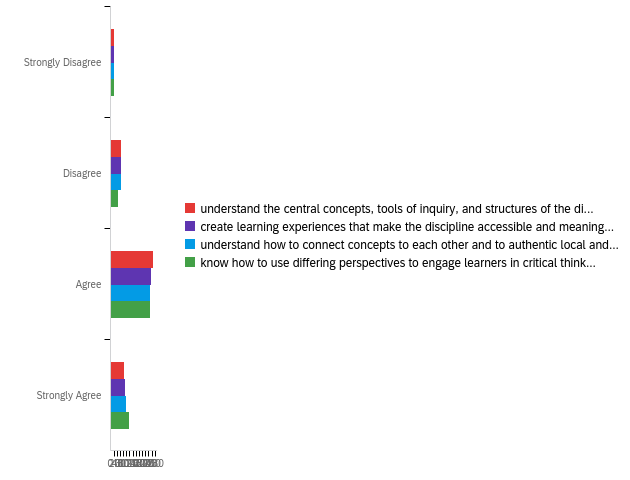 Strongly Disagree
Disagree
understand the central concepts, tools of inquiry, and structures of the di...
create learning experiences that make the discipline accessible and meaning...
understand how to connect concepts to each other and to authentic local and...
know how to use differing perspectives to engage learners in critical think...
Agree
Strongly Agree